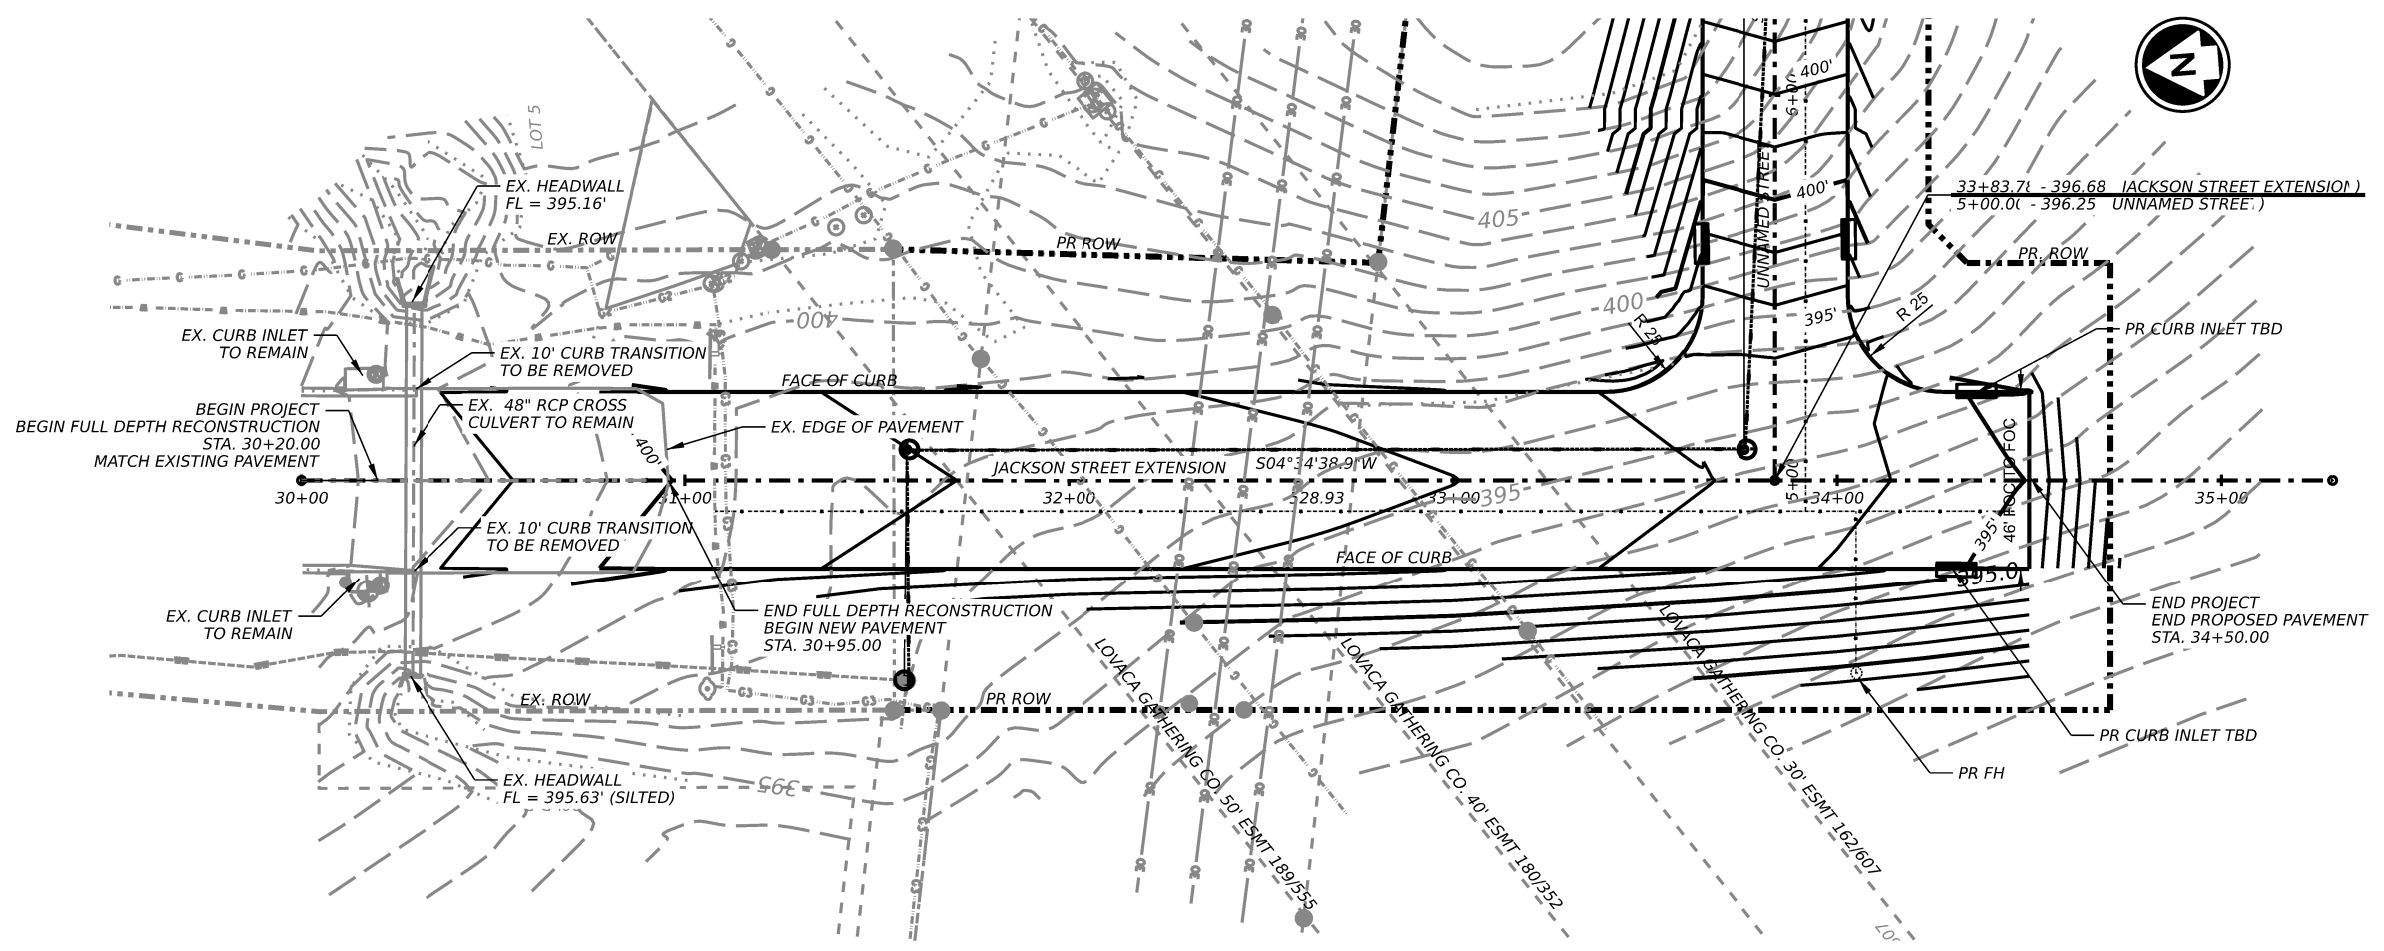 N
LOT 5
EX. HEADWALL
FL = 395.16'
EX. ROW
PR ROW
405
400
400
6+00
400'
400'
UNNAMED STREET
395'
33+83.78 - 396.68 JACKSON STREET EXTENSION )
5+00.00 - 396.25 UNNAMED STREET )
PR. ROW
R 25
R 25
PR CURB INLET TBD
EX. CURB INLET
TO REMAIN
EX. 10' CURB TRANSITION
TO BE REMOVED
FACE OF CURB
BEGIN PROJECT
BEGIN FULL DEPTH RECONSTRUCTION
STA. 30+20.00
MATCH EXISTING PAVEMENT
EX. 48" RCP CROSS
CULVERT TO REMAIN
400'
EX. EDGE OF PAVEMENT
JACKSON STREET EXTENSION
S04°34'38.9"W
30+00
31+00
32+00
528.93
33+00
395
5+00
34+00
35+00
46' FOC TO FOC
395'
395.0
EX. 10' CURB TRANSITION
TO BE REMOVED
FACE OF CURB
EX. CURB INLET
TO REMAIN
END FULL DEPTH RECONSTRUCTION
BEGIN NEW PAVEMENT
STA. 30+95.00
END PROJECT
END PROPOSED PAVEMENT
STA. 34+50.00
EX. ROW
PR ROW
LOVACA GATHERING CO. 50' ESMT 189/555
LOVACA GATHERING CO. 40' ESMT 180/352
LOVACA GATHERING CO. 30' ESMT 162/607
PR CURB INLET TBD
PR FH
EX. HEADWALL
FL = 395.63' (SILTED)
395